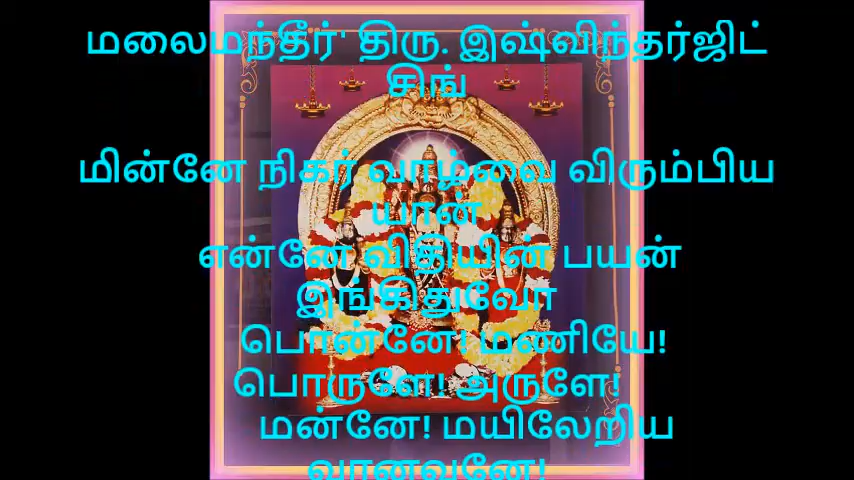 மலைமந்தீர்' திரு. இஷ்விந்தர்ஜிட்
சிங்
மின்னே நிகர் வாழ்வை விரும்பிய
யான்
என்னே விதியின் பயன்
இங்கிதுவோ
பொன்னே! மணியே!
பொருளே! அருளே!
மன்னே! மயிலேறிய
வானவனே!